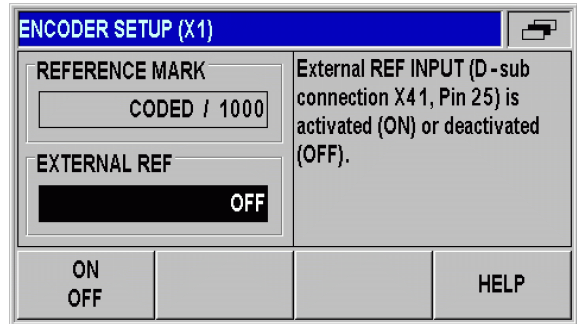 ENCODER SETUP (X1)
REFERENCE MARK
CODED / 1000
EXTERNAL REF
OFF
External REF INPUT (D-sub
connection X41, Pin 25) is
activated (ON) or deactivated
(OFF).
ON
OFF
HELP